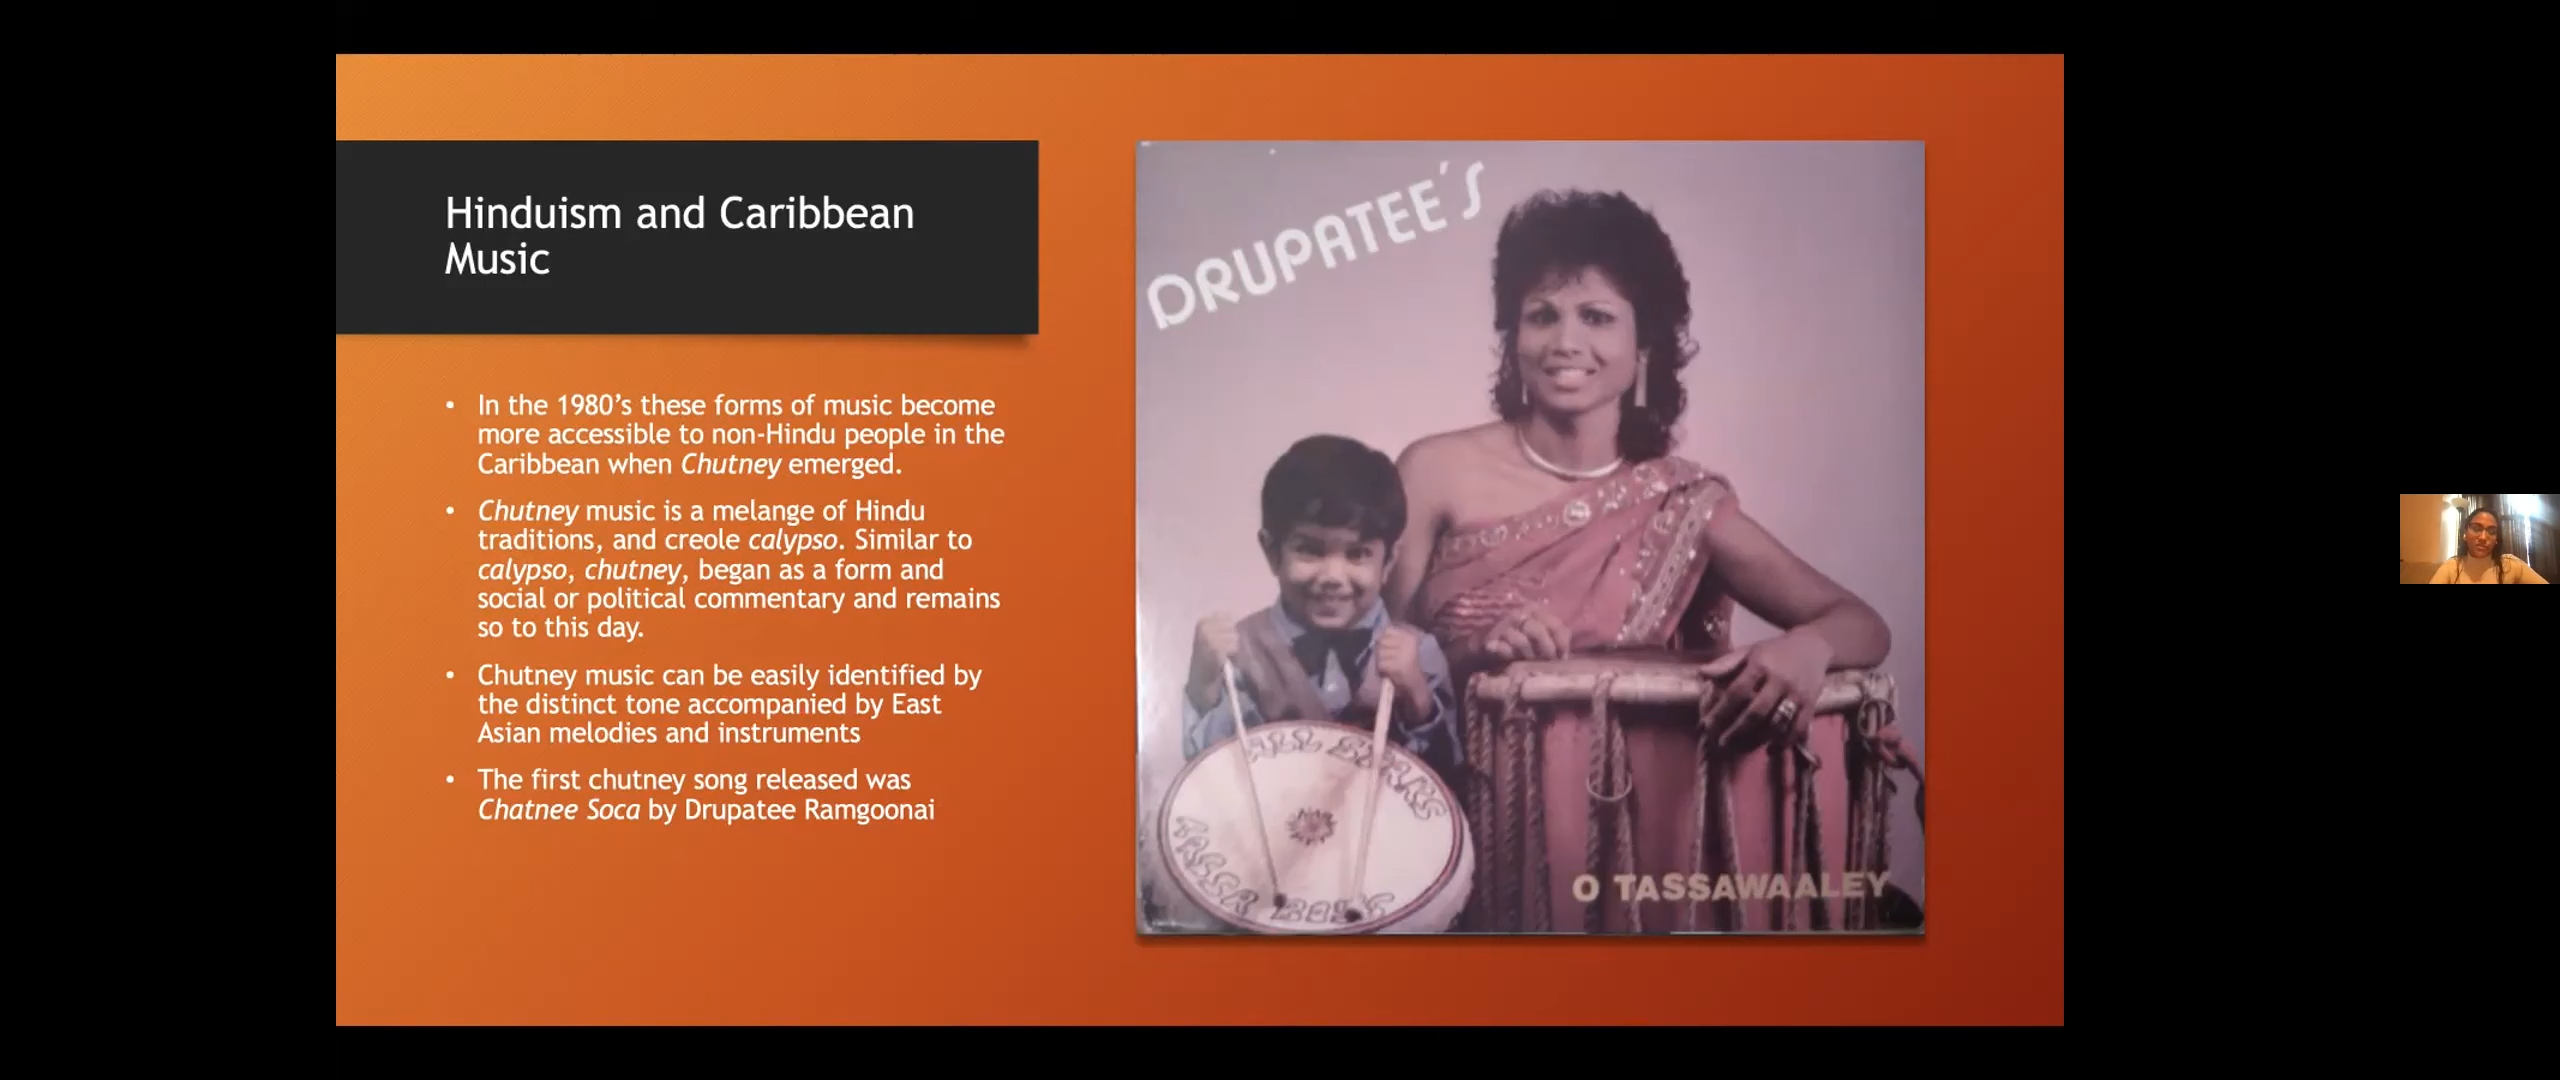 Hinduism and Caribbean
Music
• In the 1980’s these forms of music become
more accessible to non-Hindu people in the
Caribbean when Chutney emerged.
• Chutney music is a melange of Hindu
traditions, and creole calypso. Similar to
calypso, chutney, began as a form and
social or political commentary and remains
so to this day.
• Chutney music can be easily identified by
the distinct tone accompanied by East
Asian melodies and instruments
• The first chutney song released was
Chatnee Soca by Drupatee Ramgoonai
DRUPATEE'S
ALL STARS
TASSA BOYS
O TASSAWAALEY